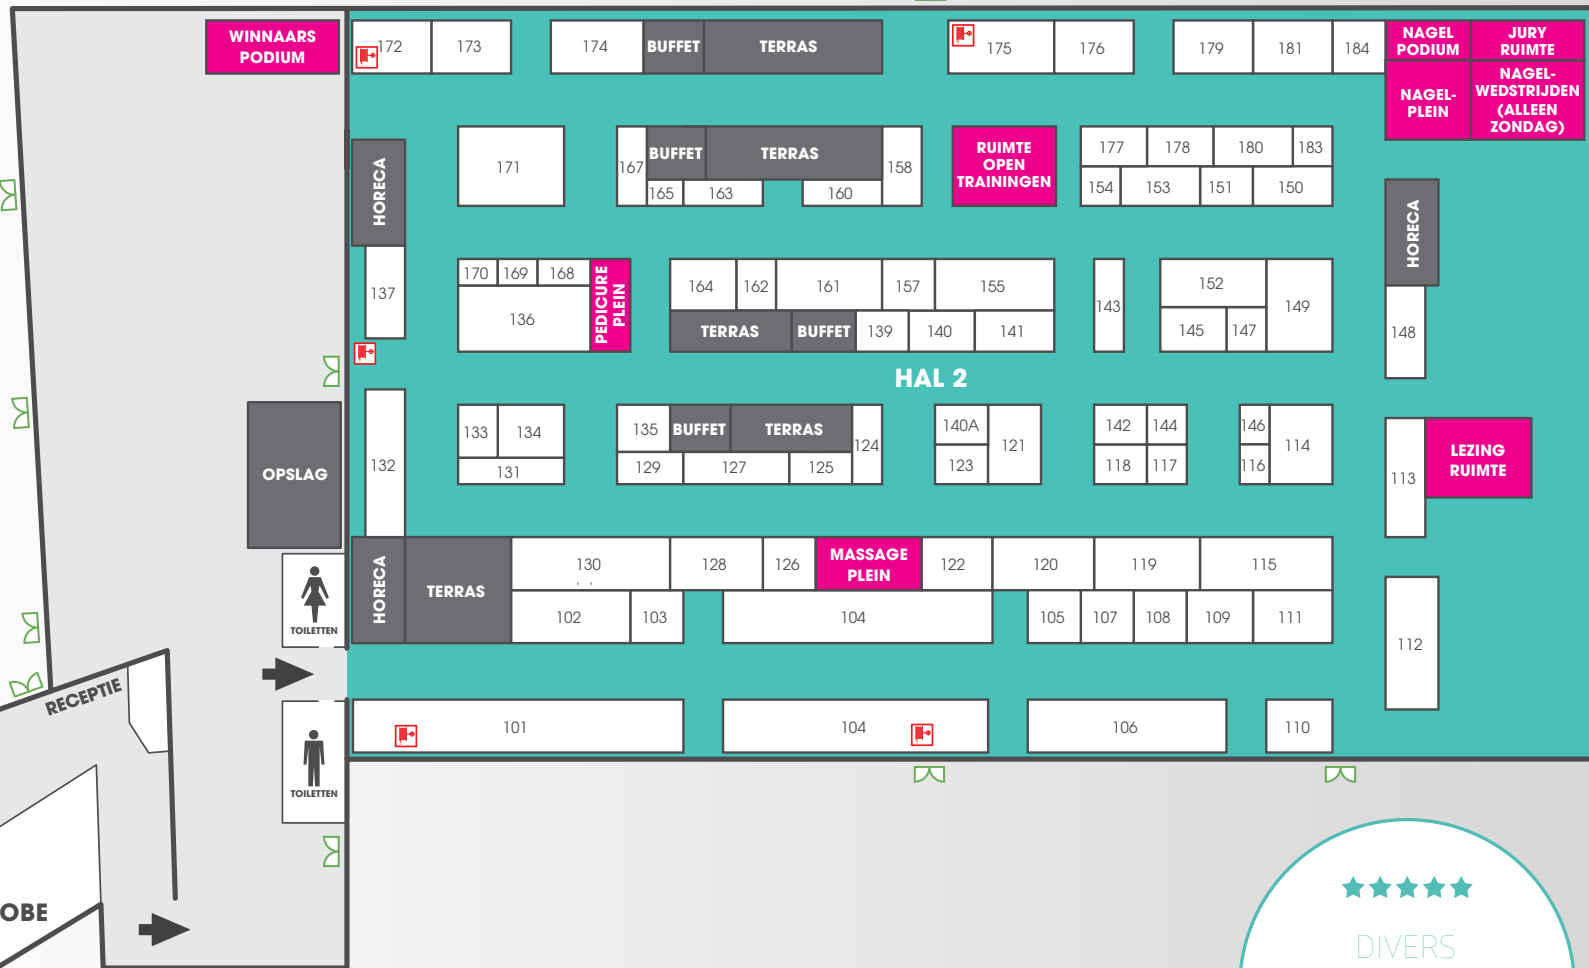 WINNAARS
PODIUM
172
173
174
BUFFET
TERRAS
175
176
179
181
184
NAGEL
PODIUM
JURY
RUIMTE
NAGEL-
PLEIN
NAGEL-
WEDSTRIJDEN
(ALLEEN
ZONDAG)
HORECA
171
167
BUFFET
TERRAS
158
165
163
160
RUIMTE
OPEN
TRAININGEN
177
178
180
183
154
153
151
150
HORECA
137
170
169
168
136
PEDICURE
PLEIN
164
162
161
157
155
TERRAS
BUFFET
139
140
141
143
152
145
147
149
148
HAL 2
OPSLAG
132
133
134
131
135
BUFFET
TERRAS
124
129
127
125
140A
123
121
142
144
118
117
146
116
114
113
LEZING
RUIMTE
HORECA
TERRAS
130
128
126
MASSAGE
PLEIN
122
120
119
115
102
103
104
105
107
108
109
111
112
TOILETTEN
RECEPTIE
TOILETTEN
101
104
106
110
OBE
DIVERS